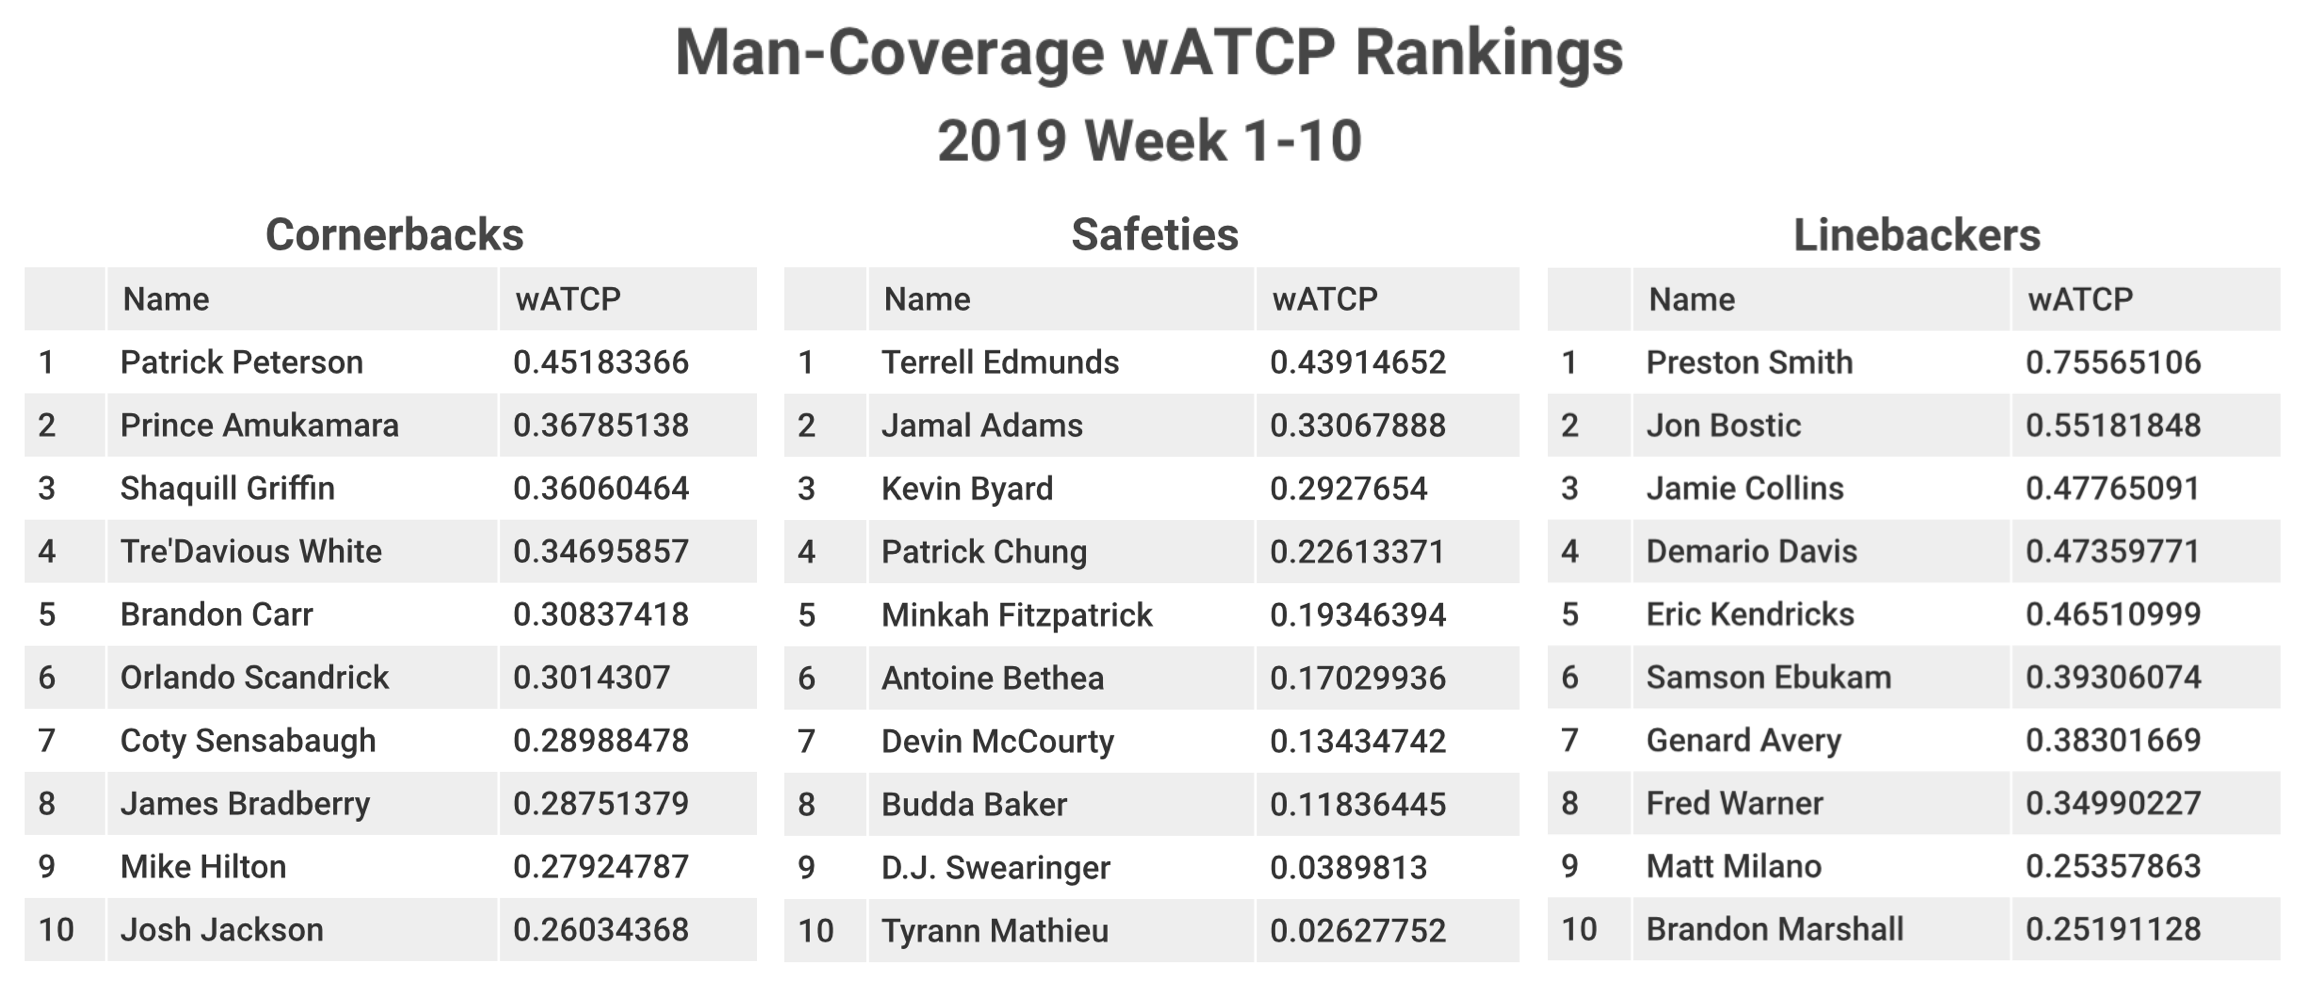 Man-Coverage wATCP Rankings
2019 Week 1-10
Cornerbacks
Name wATCP
1 Patrick Peterson 0.45183366
2 Prince Amukamara 0.36785138
3 Shaquill Griffin 0.36060464
4 Tre'Davious White 0.34695857
5 Brandon Carr 0.30837418
6 Orlando Scandrick 0.3014307
7 Coty Sensabaugh 0.28988478
8 James Bradberry 0.28751379
9 Mike Hilton 0.27924787
10 Josh Jackson 0.26034368
Safeties
Name wATCP
1 Terrell Edmunds 0.43914652
2 Jamal Adams 0.33067888
3 Kevin Byard 0.2927654
4 Patrick Chung 0.22613371
5 Minkah Fitzpatrick 0.19346394
6 Antoine Bethea 0.17029936
7 Devin McCourty 0.13434742
8 Budda Baker 0.11836445
9 D.J. Swearinger 0.0389813
10 Tyrann Mathieu 0.02627752
Linebackers
Name wATCP
1 Preston Smith 0.75565106
2 Jon Bostic 0.55181848
3 Jamie Collins 0.47765091
4 Demario Davis 0.47359771
5 Eric Kendricks 0.46510999
6 Samson Ebukam 0.39306074
7 Genard Avery 0.38301669
8 Fred Warner 0.34990227
9 Matt Milano 0.25357863
10 Brandon Marshall 0.25191128